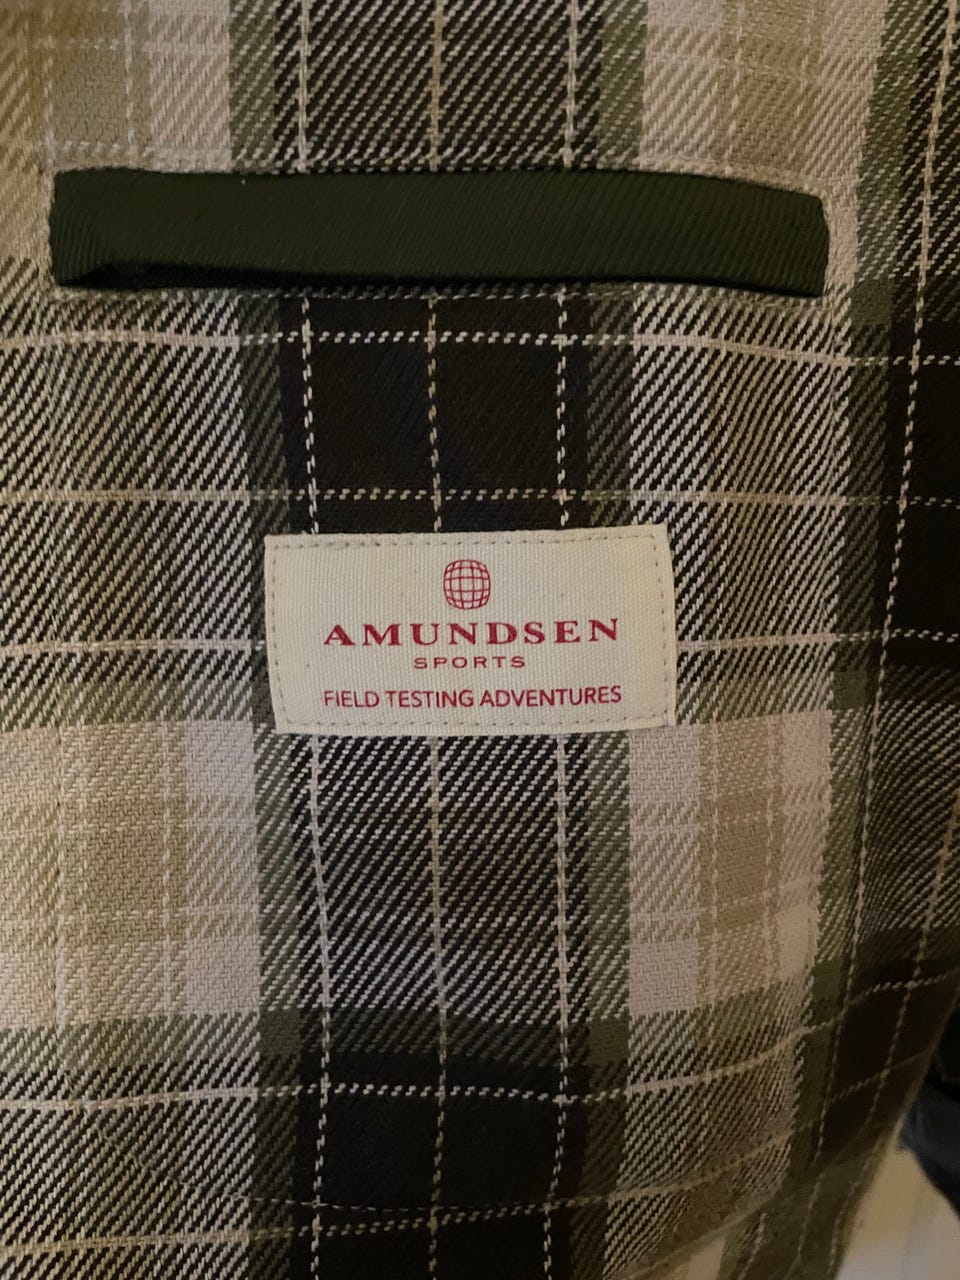 AMUNDSEN
SPORTS
FIELD TESTING ADVENTURES